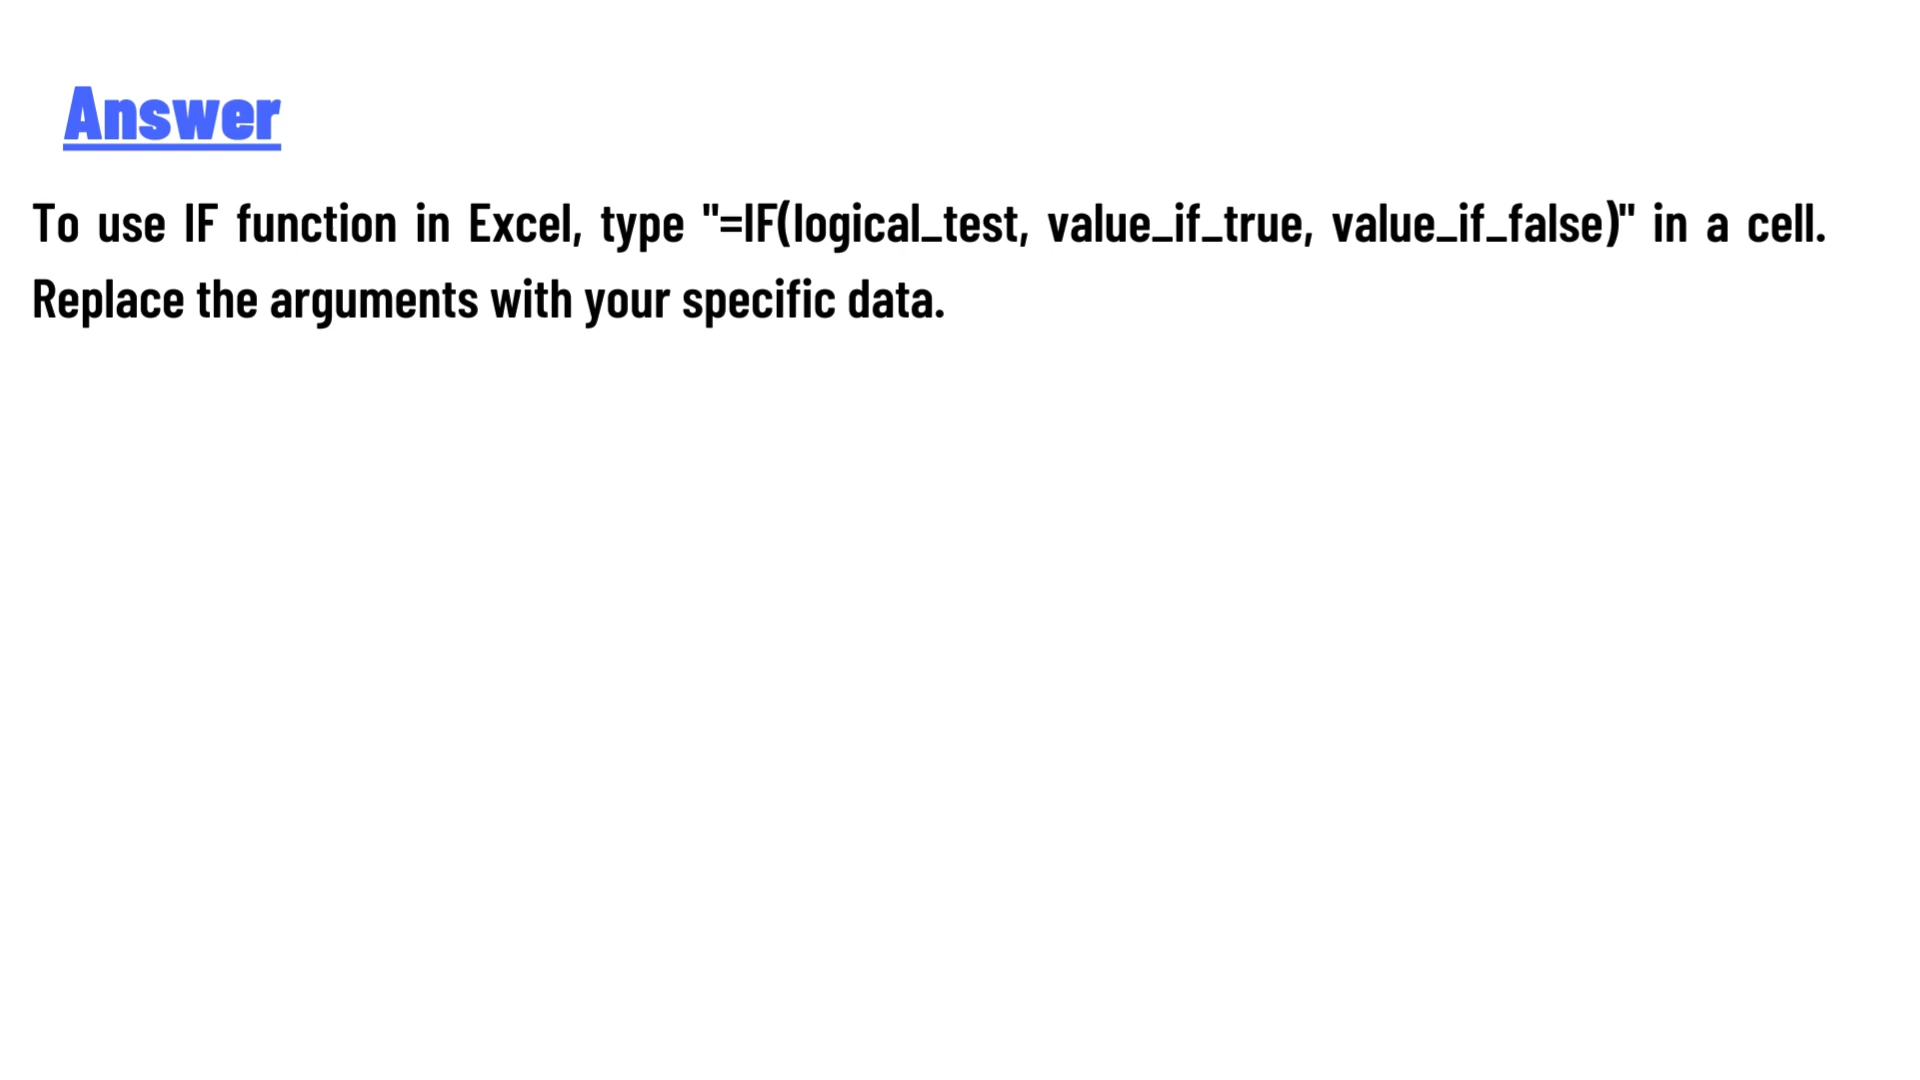 Answer
To use IF function in Excel, type "=IF(logical_test, value_if_true, value_if_false)" in a cell.
Replace the arguments with your specific data.